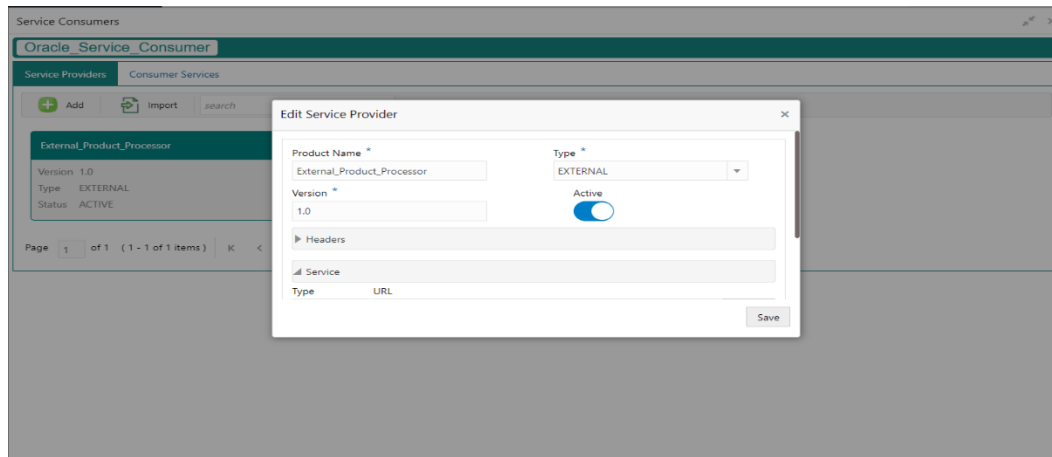 Service Consumers
Oracle_Service_Consumer
Service Providers Consumer Services
Add Import search
External_Product_Processor
Version 1.0
Type EXTERNAL
Status ACTIVE
Page 1 of 1 (1 - 1 of 1 items)
Edit Service Provider
Product Name * Type *
External_Product_Processor EXTERNAL
Version * Active
1.0
Headers
Service
Type URL
Save